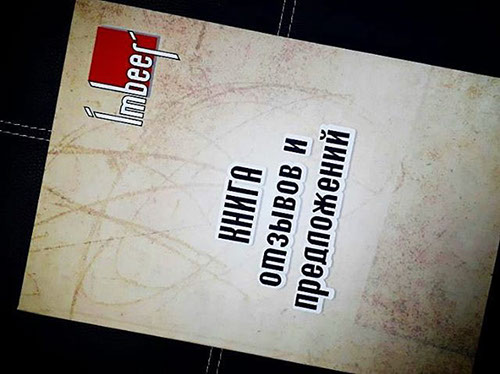 Imbeer
КНИГА
отзывов и
предложений